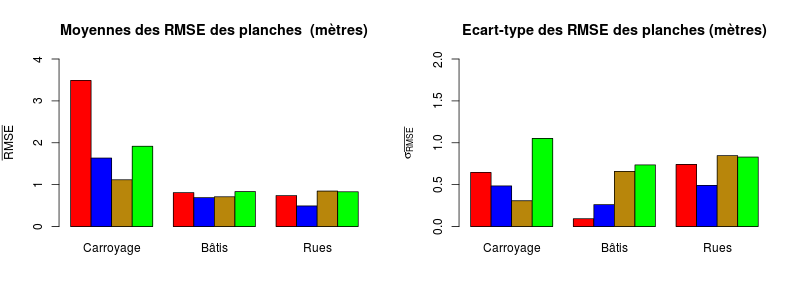 Moyennes des RMSE des planches (mètres)
RMSE
4
3
2
1
0
Carroyage Bâtis Rues
Ecart-type des RMSE des planches (mètres)
σRMSE
2.0
1.5
1.0
0.5
0.0
Carroyage Bâtis Rues